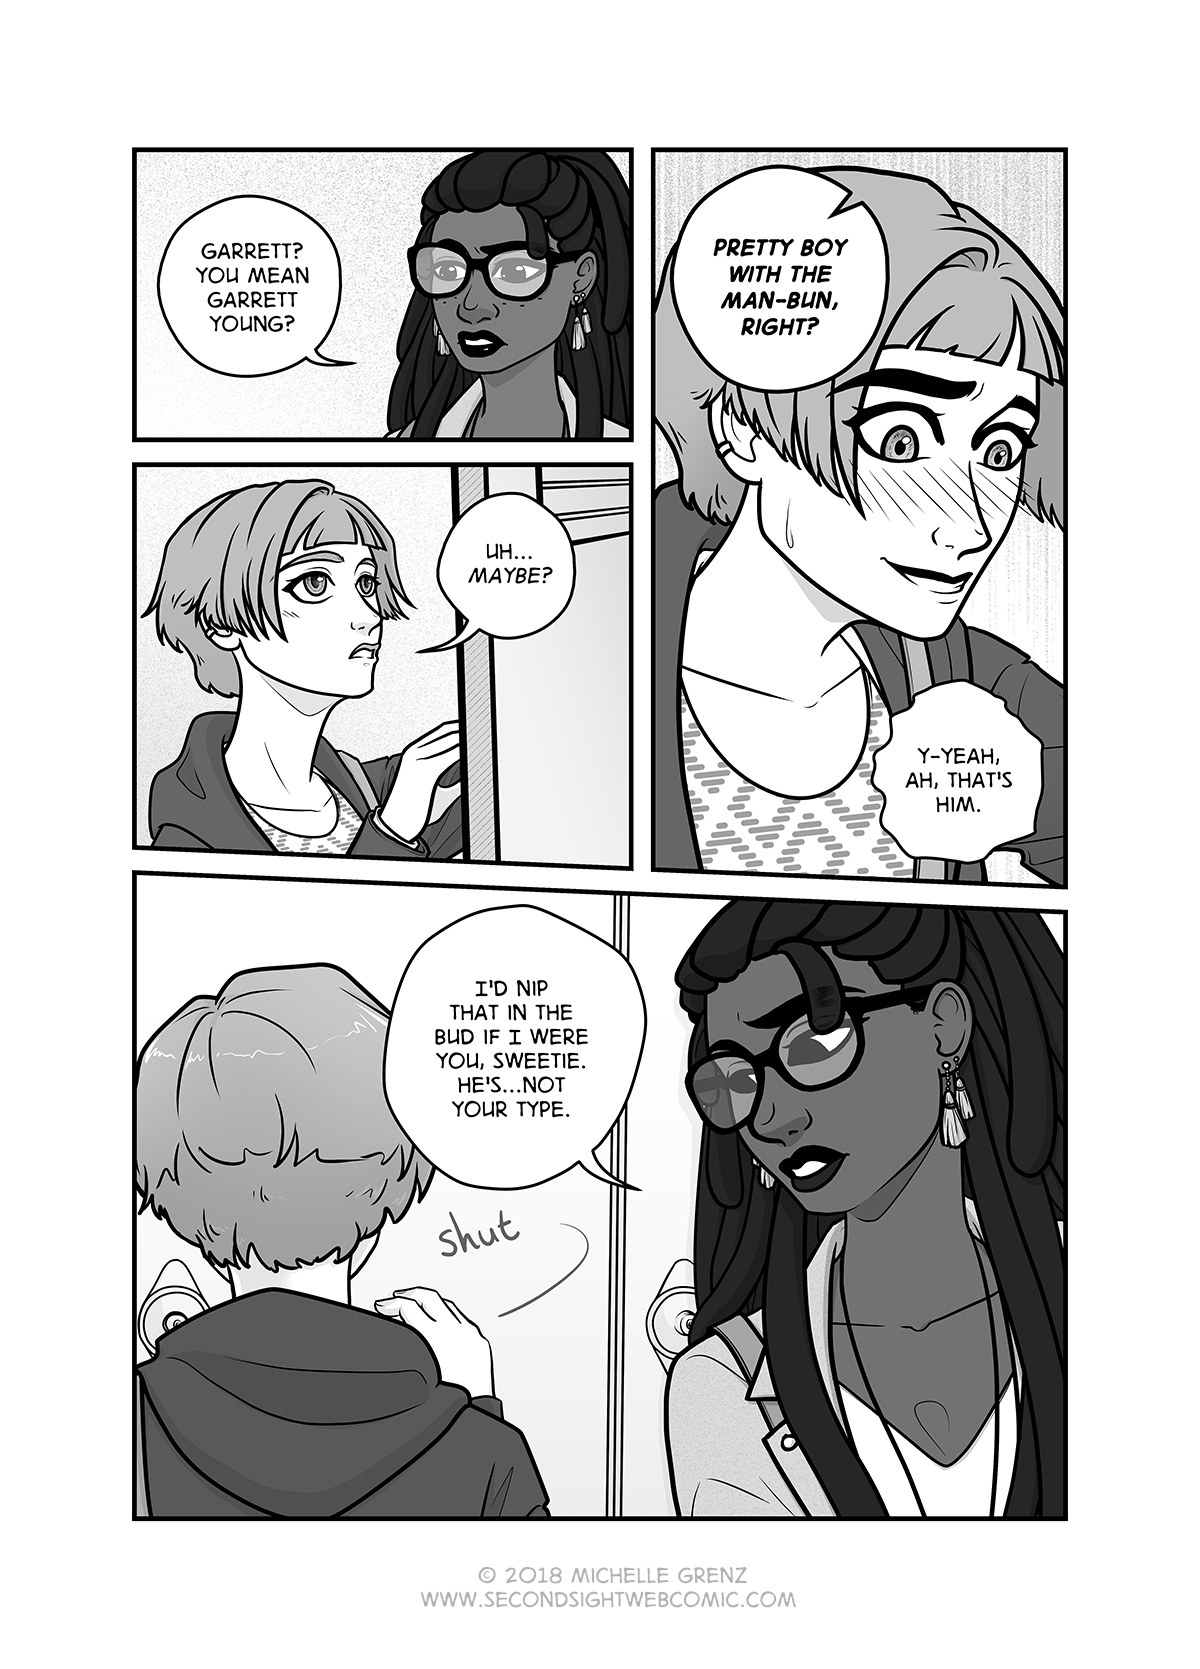 GARRETT?
YOU MEAN
GARRETT
YOUNG?
UH...
MAYBE?
PRETTY BOY
WITH THE
MAN-BUN,
RIGHT?
Y-YEAH,
AH, THAT'S
HIM.
I'D NIP
THAT IN THE
BUD IF I WERE
YOU, SWEETIE.
HE'S...NOT
YOUR TYPE.
shut
© 2018 MICHELLE GRENZ
WWW.SECONDSIGHTWEBCOMIC.COM